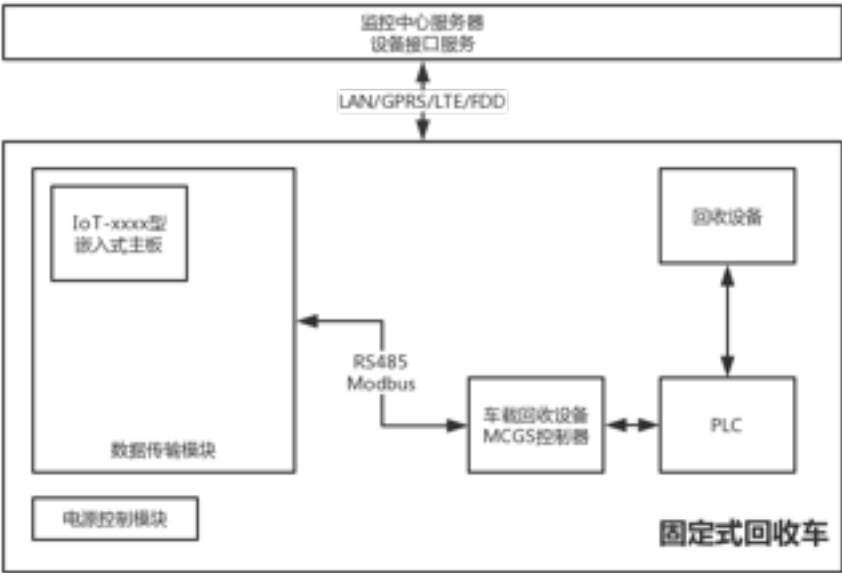 监控中心服务器
设备接口服务
LAN/GPRS/LTE/FDD
IoT-xxxx型
嵌入式主板
回收设备
RS485
Modbus
车载回收设备
MCGS控制器
PLC
数据传输模块
电源控制模块
固定式回收车